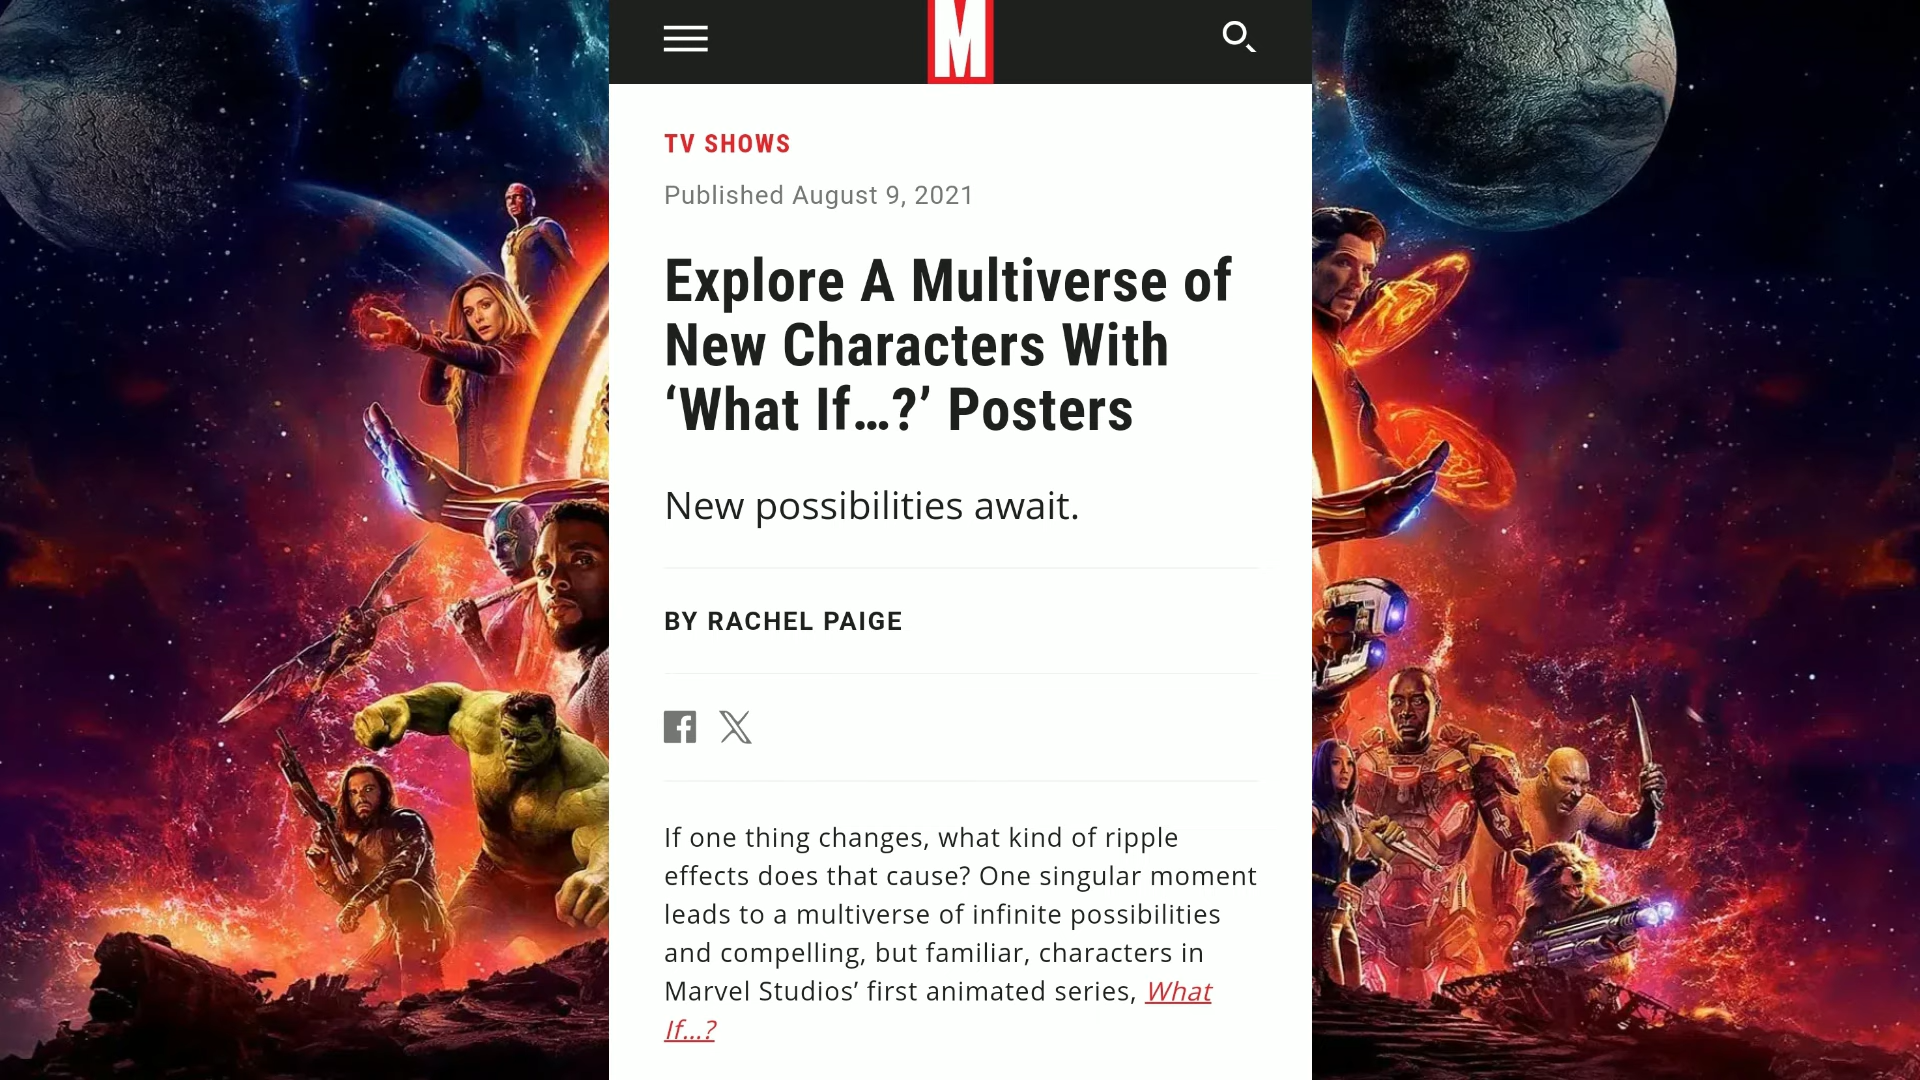 M
TV SHOWS
Published August 9, 2021
Explore A Multiverse of
New Characters With
‘What If…?’ Posters
New possibilities await.
BY RACHEL PAIGE
If one thing changes, what kind of ripple
effects does that cause? One singular moment
leads to a multiverse of infinite possibilities
and compelling, but familiar, characters in
Marvel Studios’ first animated series, What
If…?